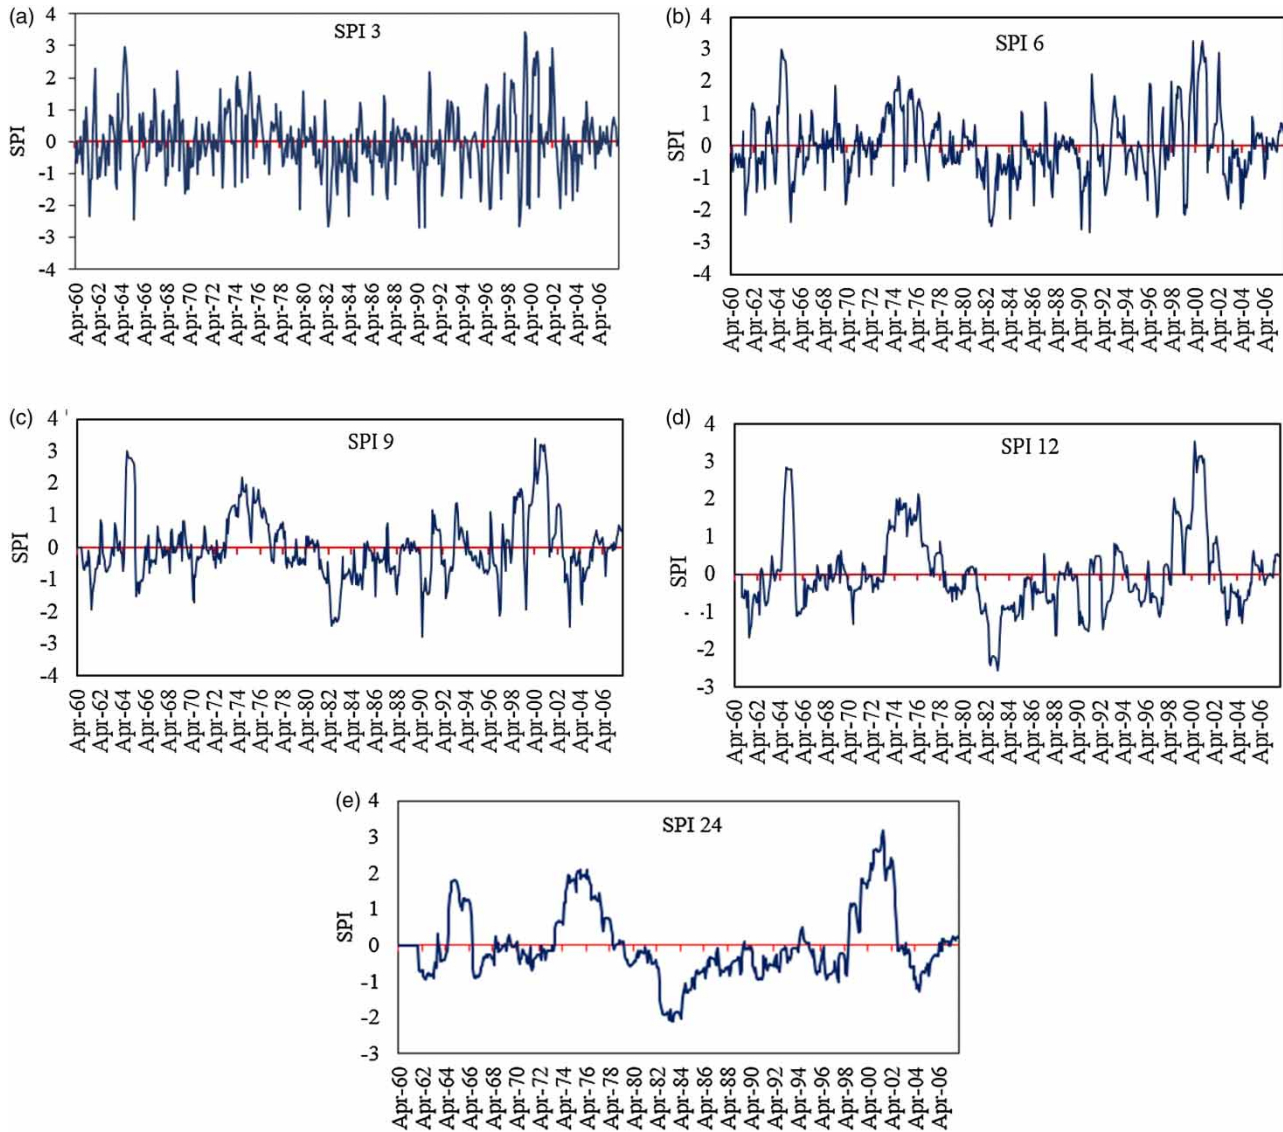 (a)
SPI 3
4
3
2
1
0
-1
-2
-3
-4
SPI
Apr-60
Apr-62
Apr-64
Apr-66
Apr-68
Apr-70
Apr-72
Apr-74
Apr-76
Apr-78
Apr-80
Apr-82
Apr-84
Apr-86
Apr-88
Apr-90
Apr-92
Apr-94
Apr-96
Apr-98
Apr-00
Apr-02
Apr-04
Apr-06
(b)
SPI 6
4
3
2
1
0
-1
-2
-3
-4
SPI
Apr-60
Apr-62
Apr-64
Apr-66
Apr-68
Apr-70
Apr-72
Apr-74
Apr-76
Apr-78
Apr-80
Apr-82
Apr-84
Apr-86
Apr-88
Apr-90
Apr-92
Apr-94
Apr-96
Apr-98
Apr-00
Apr-02
Apr-04
Apr-06
(c)
SPI 9
4
3
2
1
0
-1
-2
-3
-4
SPI
Apr-60
Apr-62
Apr-64
Apr-66
Apr-68
Apr-70
Apr-72
Apr-74
Apr-76
Apr-78
Apr-80
Apr-82
Apr-84
Apr-86
Apr-88
Apr-90
Apr-92
Apr-94
Apr-96
Apr-98
Apr-00
Apr-02
Apr-04
Apr-06
(d)
SPI 12
4
3
2
1
0
-1
-2
-3
SPI
Apr-60
Apr-62
Apr-64
Apr-66
Apr-68
Apr-70
Apr-72
Apr-74
Apr-76
Apr-78
Apr-80
Apr-82
Apr-84
Apr-86
Apr-88
Apr-90
Apr-92
Apr-94
Apr-96
Apr-98
Apr-00
Apr-02
Apr-04
Apr-06
(e)
SPI 24
4
3
2
1
0
-1
-2
-3
SPI
Apr-60
Apr-62
Apr-64
Apr-66
Apr-68
Apr-70
Apr-72
Apr-74
Apr-76
Apr-78
Apr-80
Apr-82
Apr-84
Apr-86
Apr-88
Apr-90
Apr-92
Apr-94
Apr-96
Apr-98
Apr-00
Apr-02
Apr-04
Apr-06